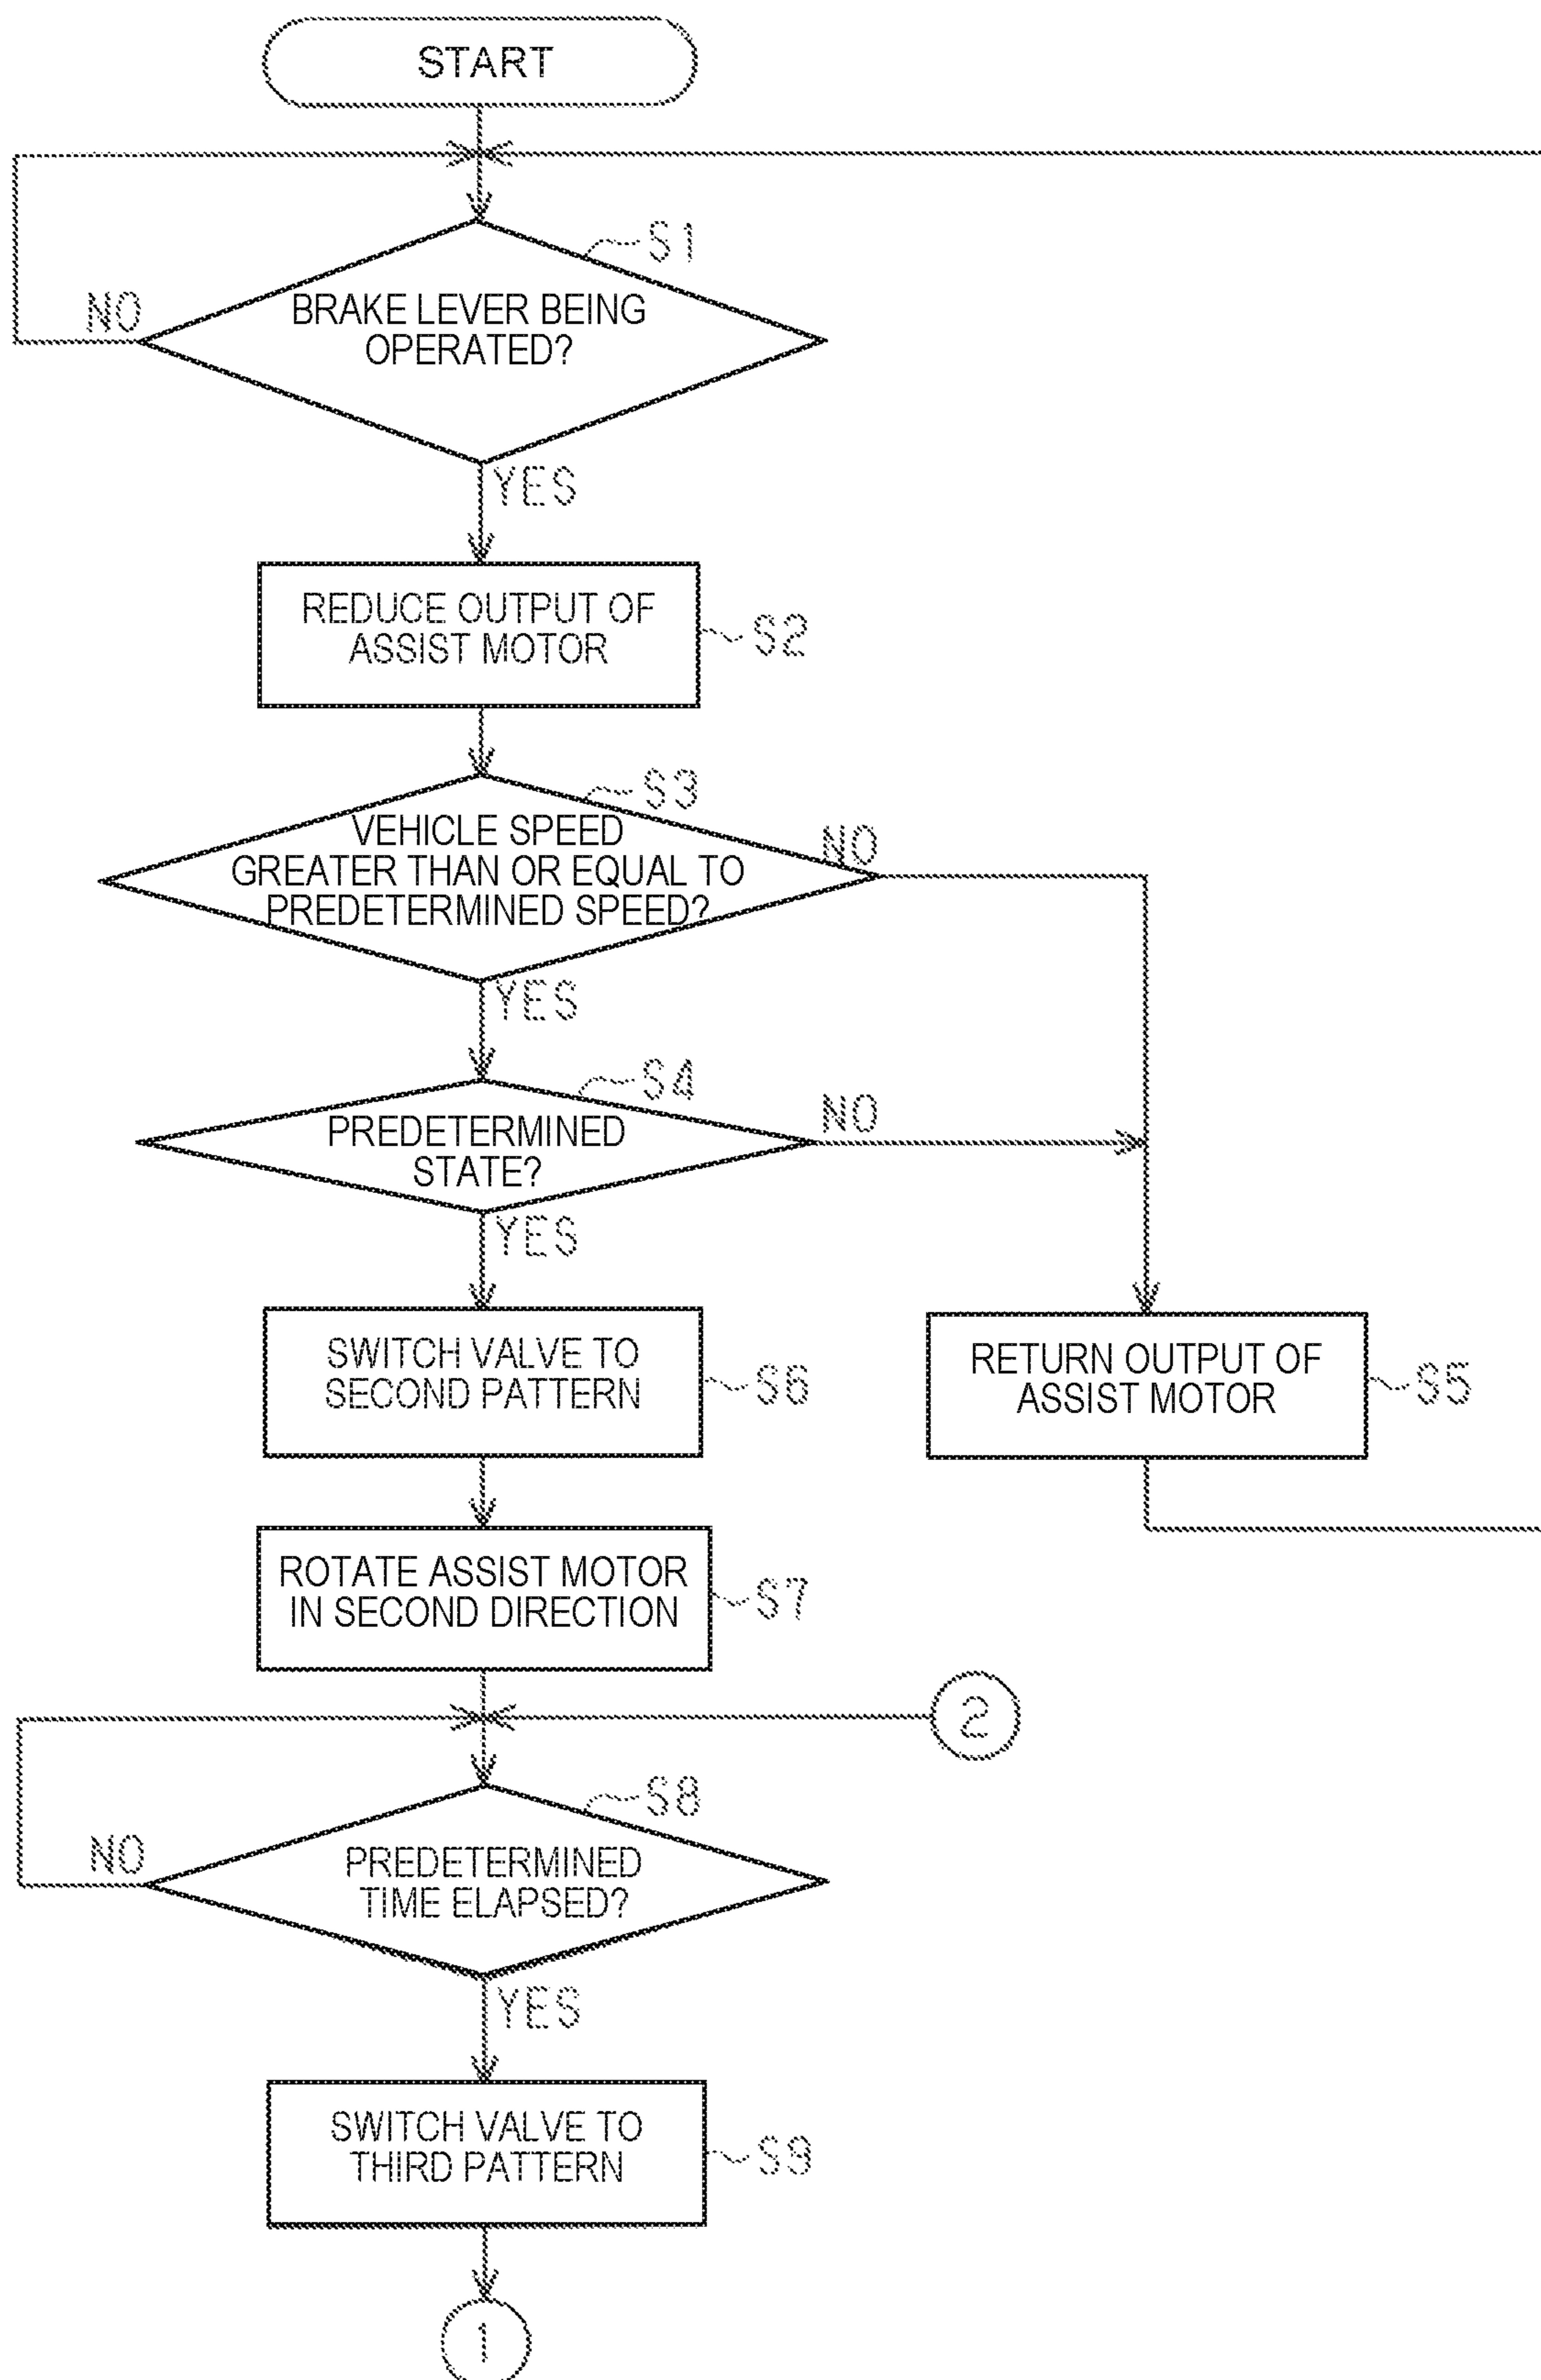 START
S1
BRAKE LEVER BEING
OPERATED?
NO
YES
REDUCE OUTPUT OF
ASSIST MOTOR
S2
S3
VEHICLE SPEED
GREATER THAN OR EQUAL TO
PREDETERMINED SPEED?
NO
YES
S4
PREDETERMINED
STATE?
NO
YES
SWITCH VALVE TO
SECOND PATTERN
S6
RETURN OUTPUT OF
ASSIST MOTOR
S5
ROTATE ASSIST MOTOR
IN SECOND DIRECTION
S7
2
S8
PREDETERMINED
TIME ELAPSED?
NO
YES
SWITCH VALVE TO
THIRD PATTERN
S9
1